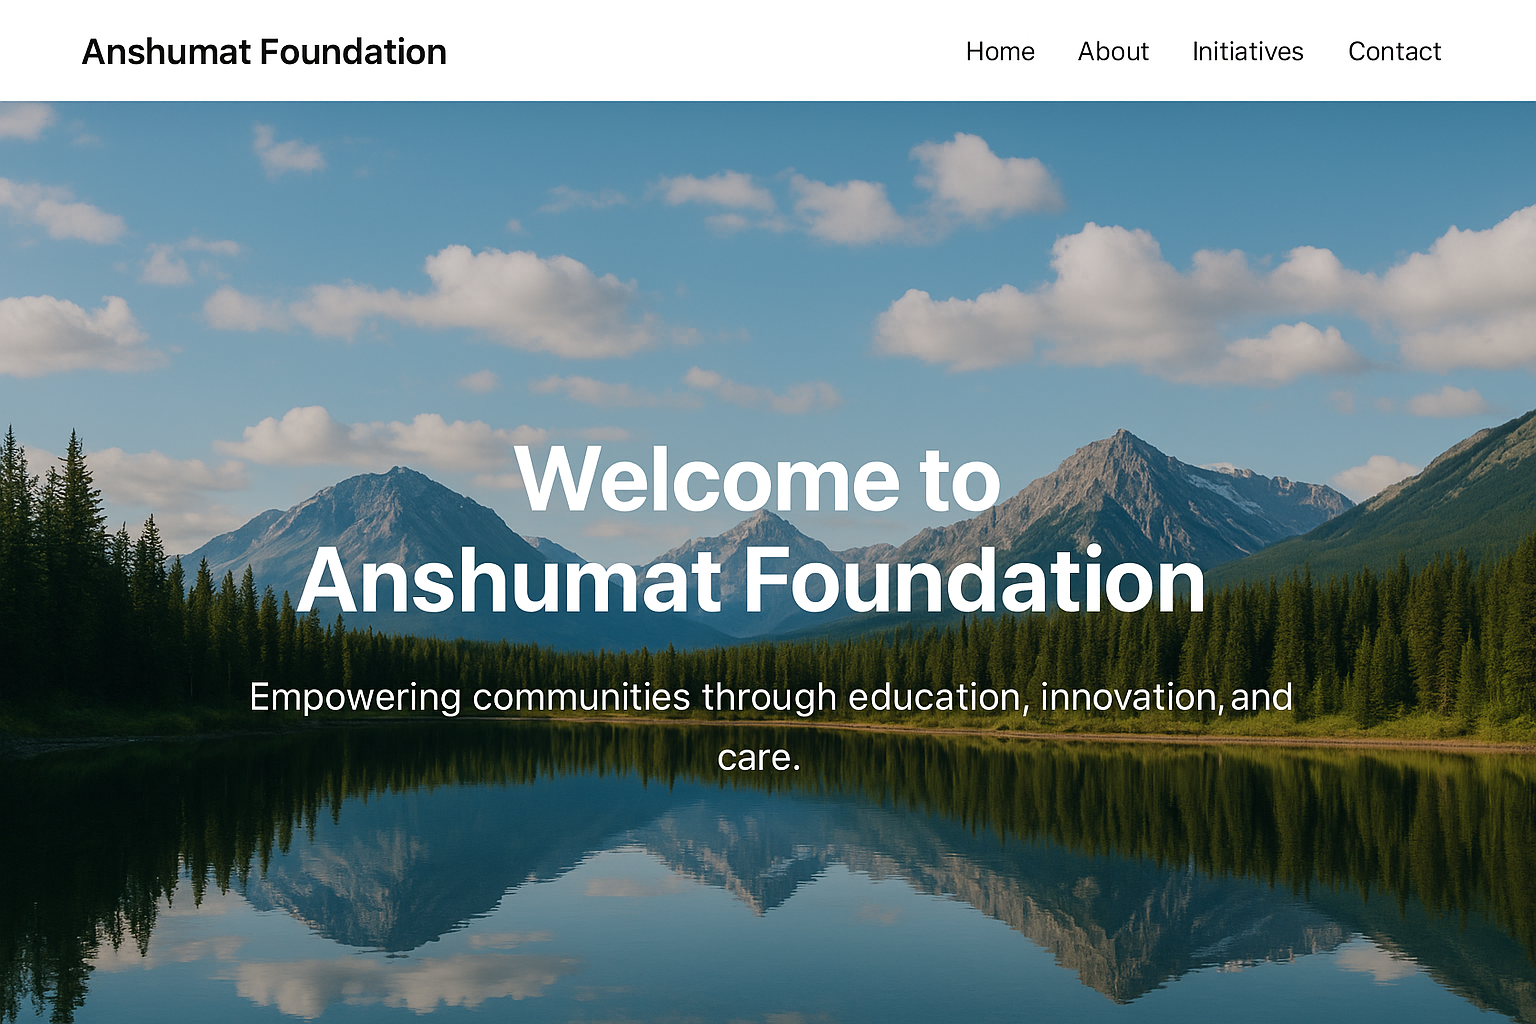 Anshumat Foundation
Home About Initiatives Contact
Welcome to
Anshumat Foundation
Empowering communities through education, innovation, and
care.